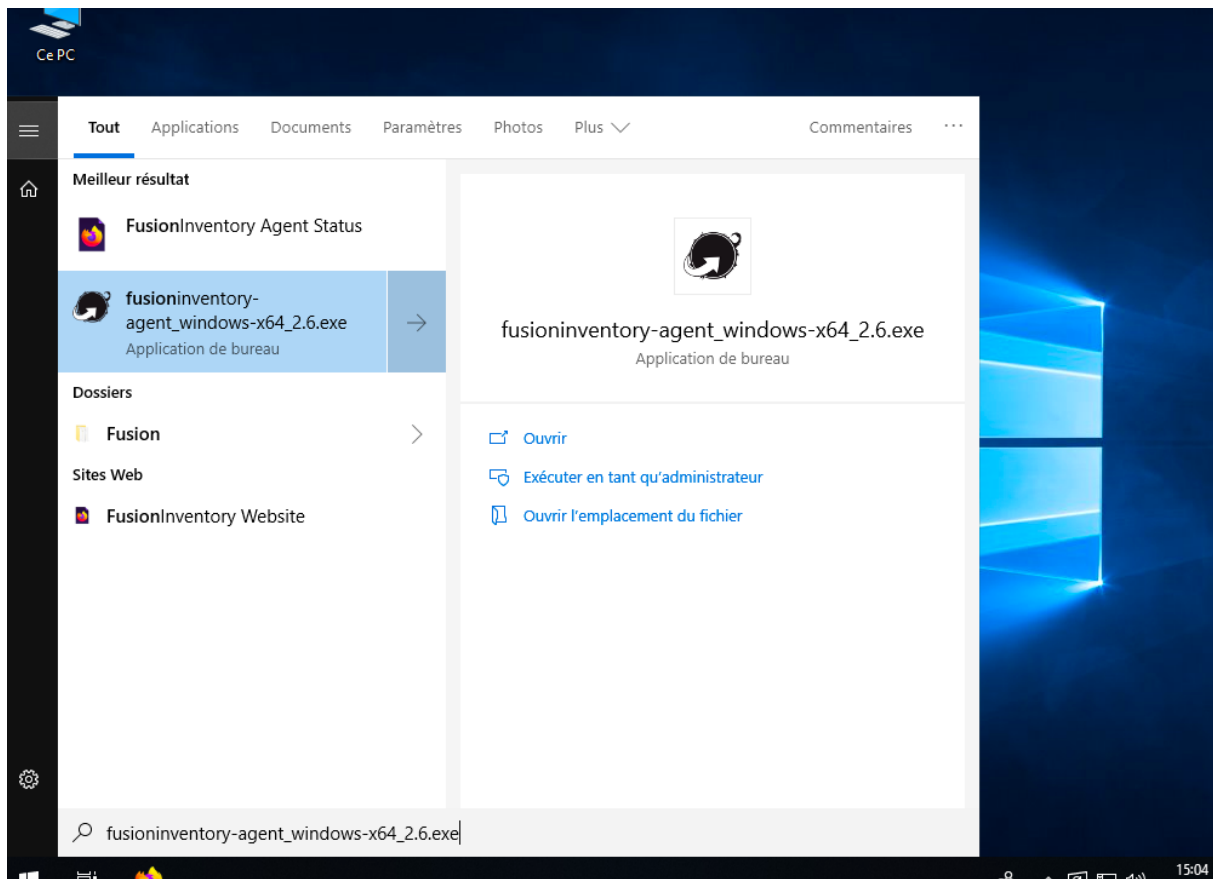 Ce PC
Tout Applications Documents Paramètres Photos Plus Commentaires ...
Meilleur résultat
FusionInventory Agent Status
fusioninventory-
agent_windows-x64_2.6.exe
Application de bureau
Dossiers
Fusion
Sites Web
FusionInventory Website
fusioninventory-agent_windows-x64_2.6.exe
Application de bureau
Ouvrir
Exécuter en tant qu'administrateur
Ouvrir l'emplacement du fichier
fusioninventory-agent_windows-x64_2.6.exe
15:04